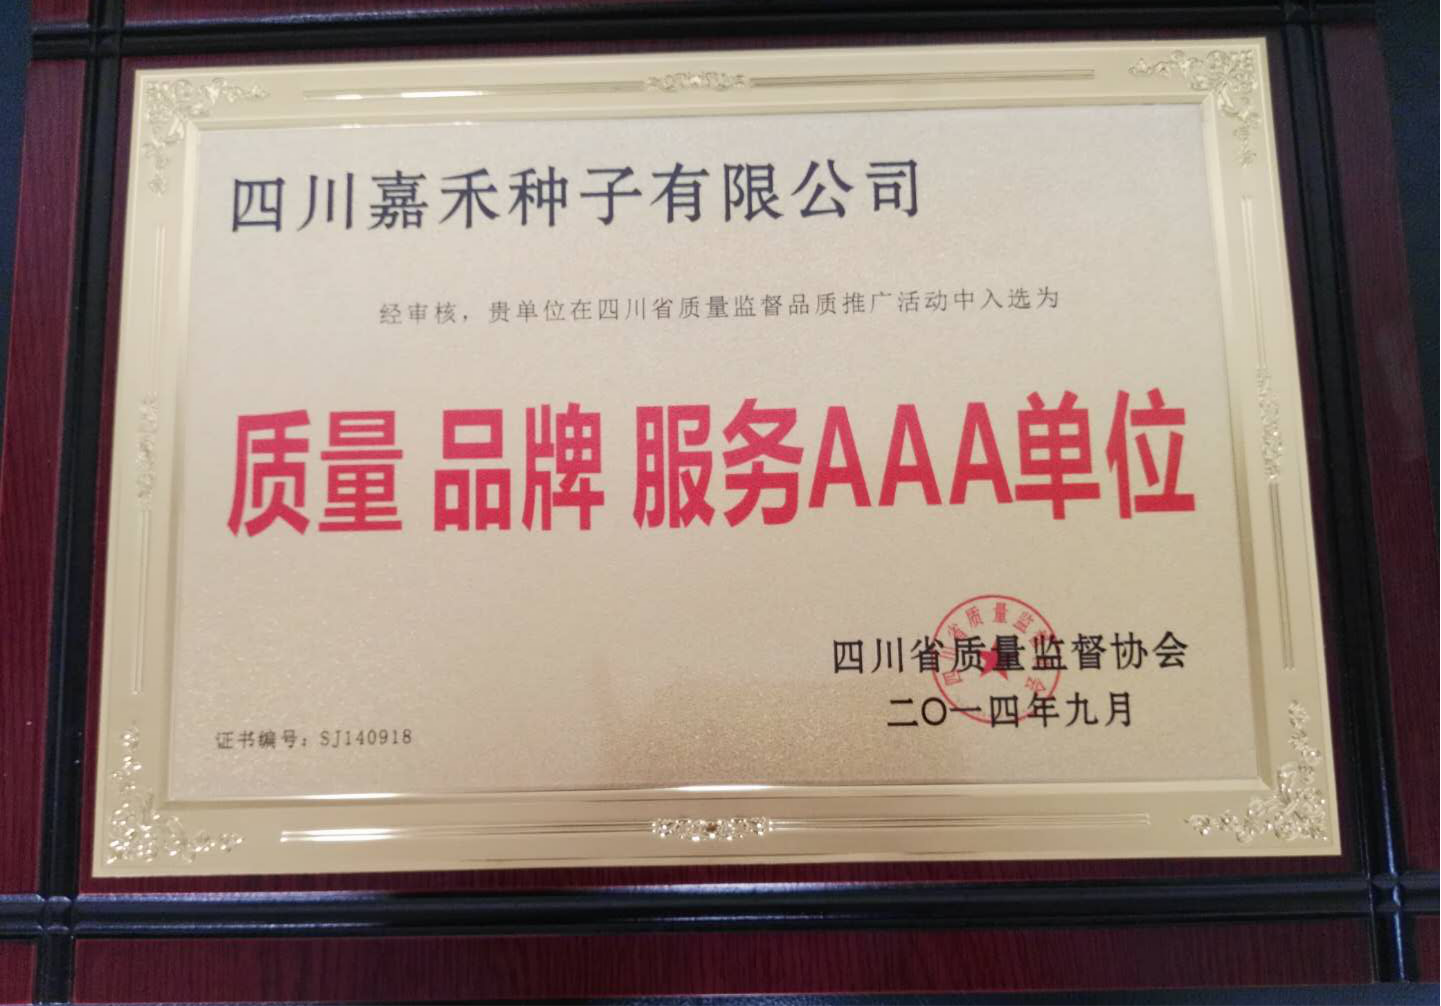 四川嘉禾种子有限公司
经审核，贵单位在四川省质量监督品质推广活动中入选为
质量 品牌 服务AAA单位
四川省质量监督协会
二〇一四年九月
证书编号：SJ140918